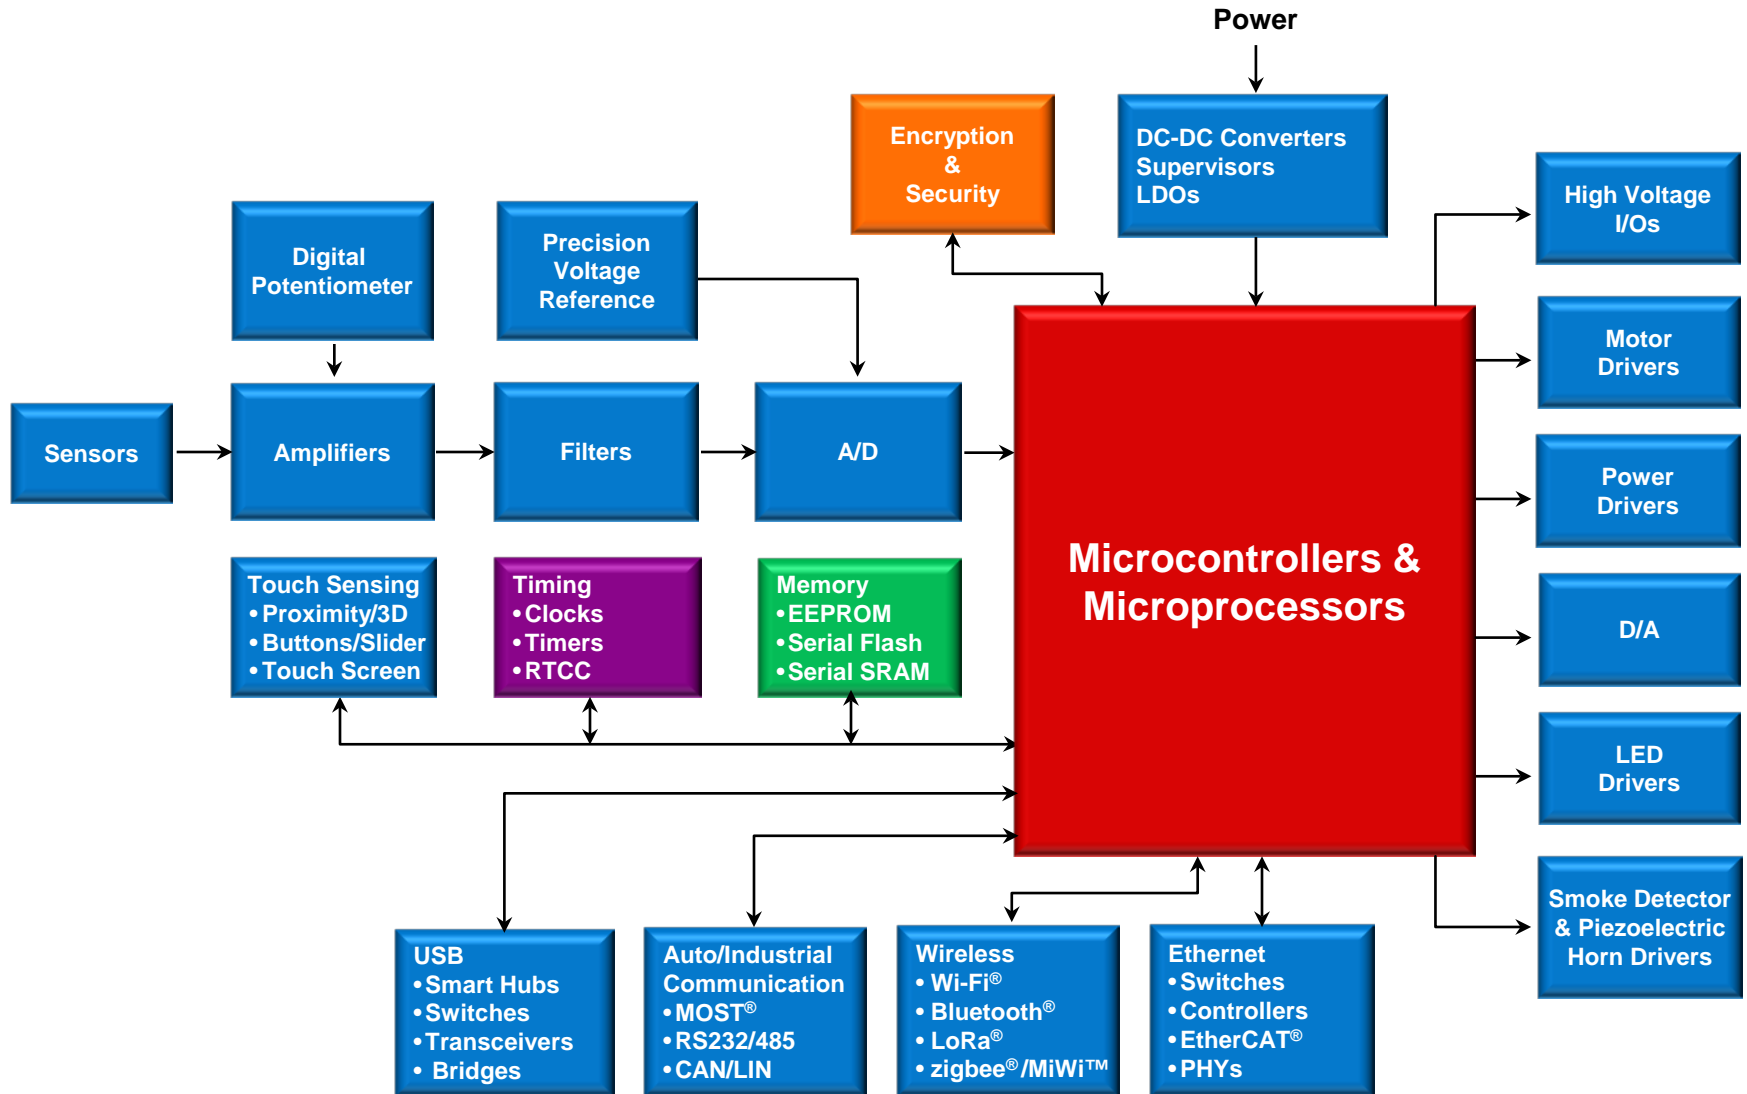 Power
Encryption
&
Security
DC-DC Converters
Supervisors
LDOs
High Voltage
I/Os
Digital
Potentiometer
Precision
Voltage
Reference
Motor
Drivers
Sensors
Amplifiers
Filters
A/D
Power
Drivers
Microcontrollers &
Microprocessors
Touch Sensing
• Proximity/3D
• Buttons/Slider
• Touch Screen
Timing
• Clocks
• Timers
• RTCC
Memory
• EEPROM
• Serial Flash
• Serial SRAM
D/A
LED
Drivers
Smoke Detector
& Piezoelectric
Horn Drivers
USB
• Smart Hubs
• Switches
• Transceivers
• Bridges
Auto/Industrial
Communication
• MOST®
• RS232/485
• CAN/LIN
Wireless
• Wi-Fi®
• Bluetooth®
• LoRa®
• zigbee®/MiWi™
Ethernet
• Switches
• Controllers
• EtherCAT®
• PHYs